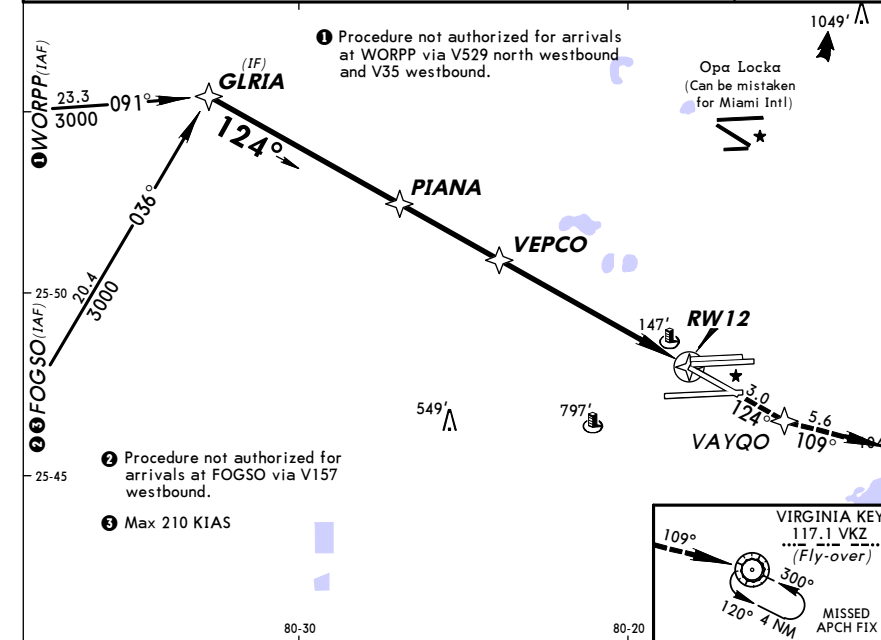 ❶ Procedure not authorized for arrivals
at WORPP via V529 north westbound
and V35 westbound.
1049'
Opa Locka
(Can be mistaken
for Miami Intl)
(IF)
GLRIA
❶WORPP(IAF)
23.3
091°
3000
124°
036°
20.4
3000
PIANA
VEPCO
25-50
❷❸FOGSO(IAF)
147'
RW12
549'
797'
3.0
124°
VAYQO
5.6
109°
25-45
❷ Procedure not authorized for
arrivals at FOGSO via V157
westbound.
❸ Max 210 KIAS
VIRGINIA KEY
117.1 VKZ
(Fly-over)
109°
300°
120° 4 NM
MISSED
APCH FIX
80-30
80-20